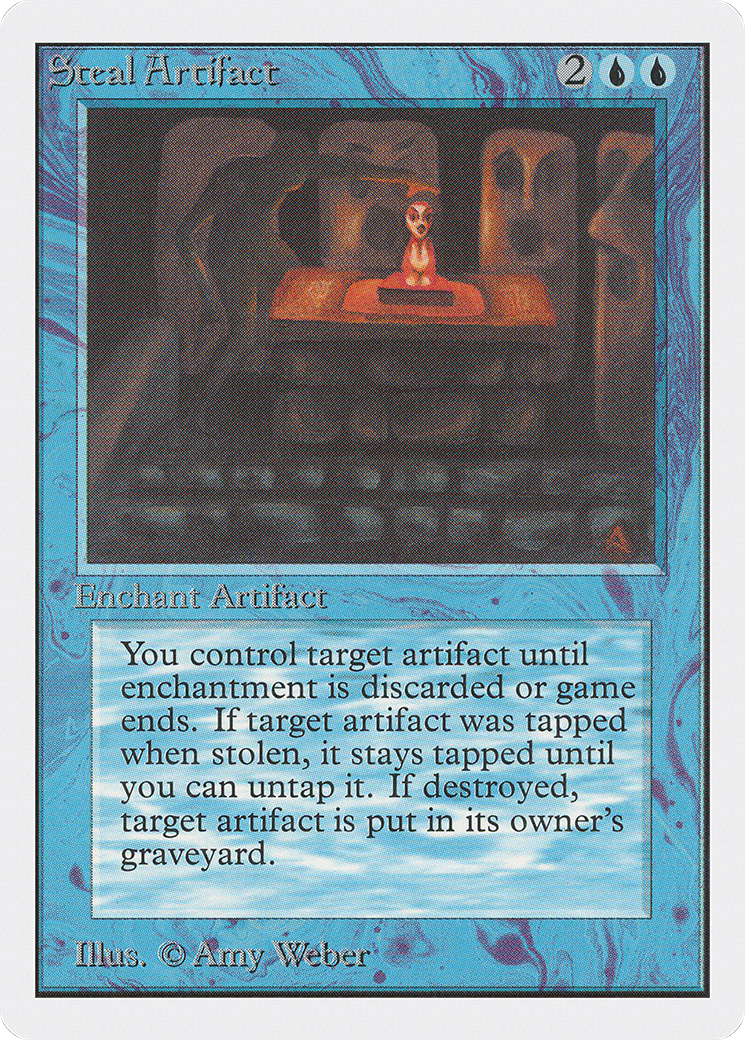 Steal Artifact
2
A
Enchant Artifact
You control target artifact until
enchantment is discarded or game
ends. If target artifact was tapped
when stolen, it stays tapped until
you can untap it. If destroyed,
target artifact is put in its owner's
graveyard.
Illus. © Amy Weber